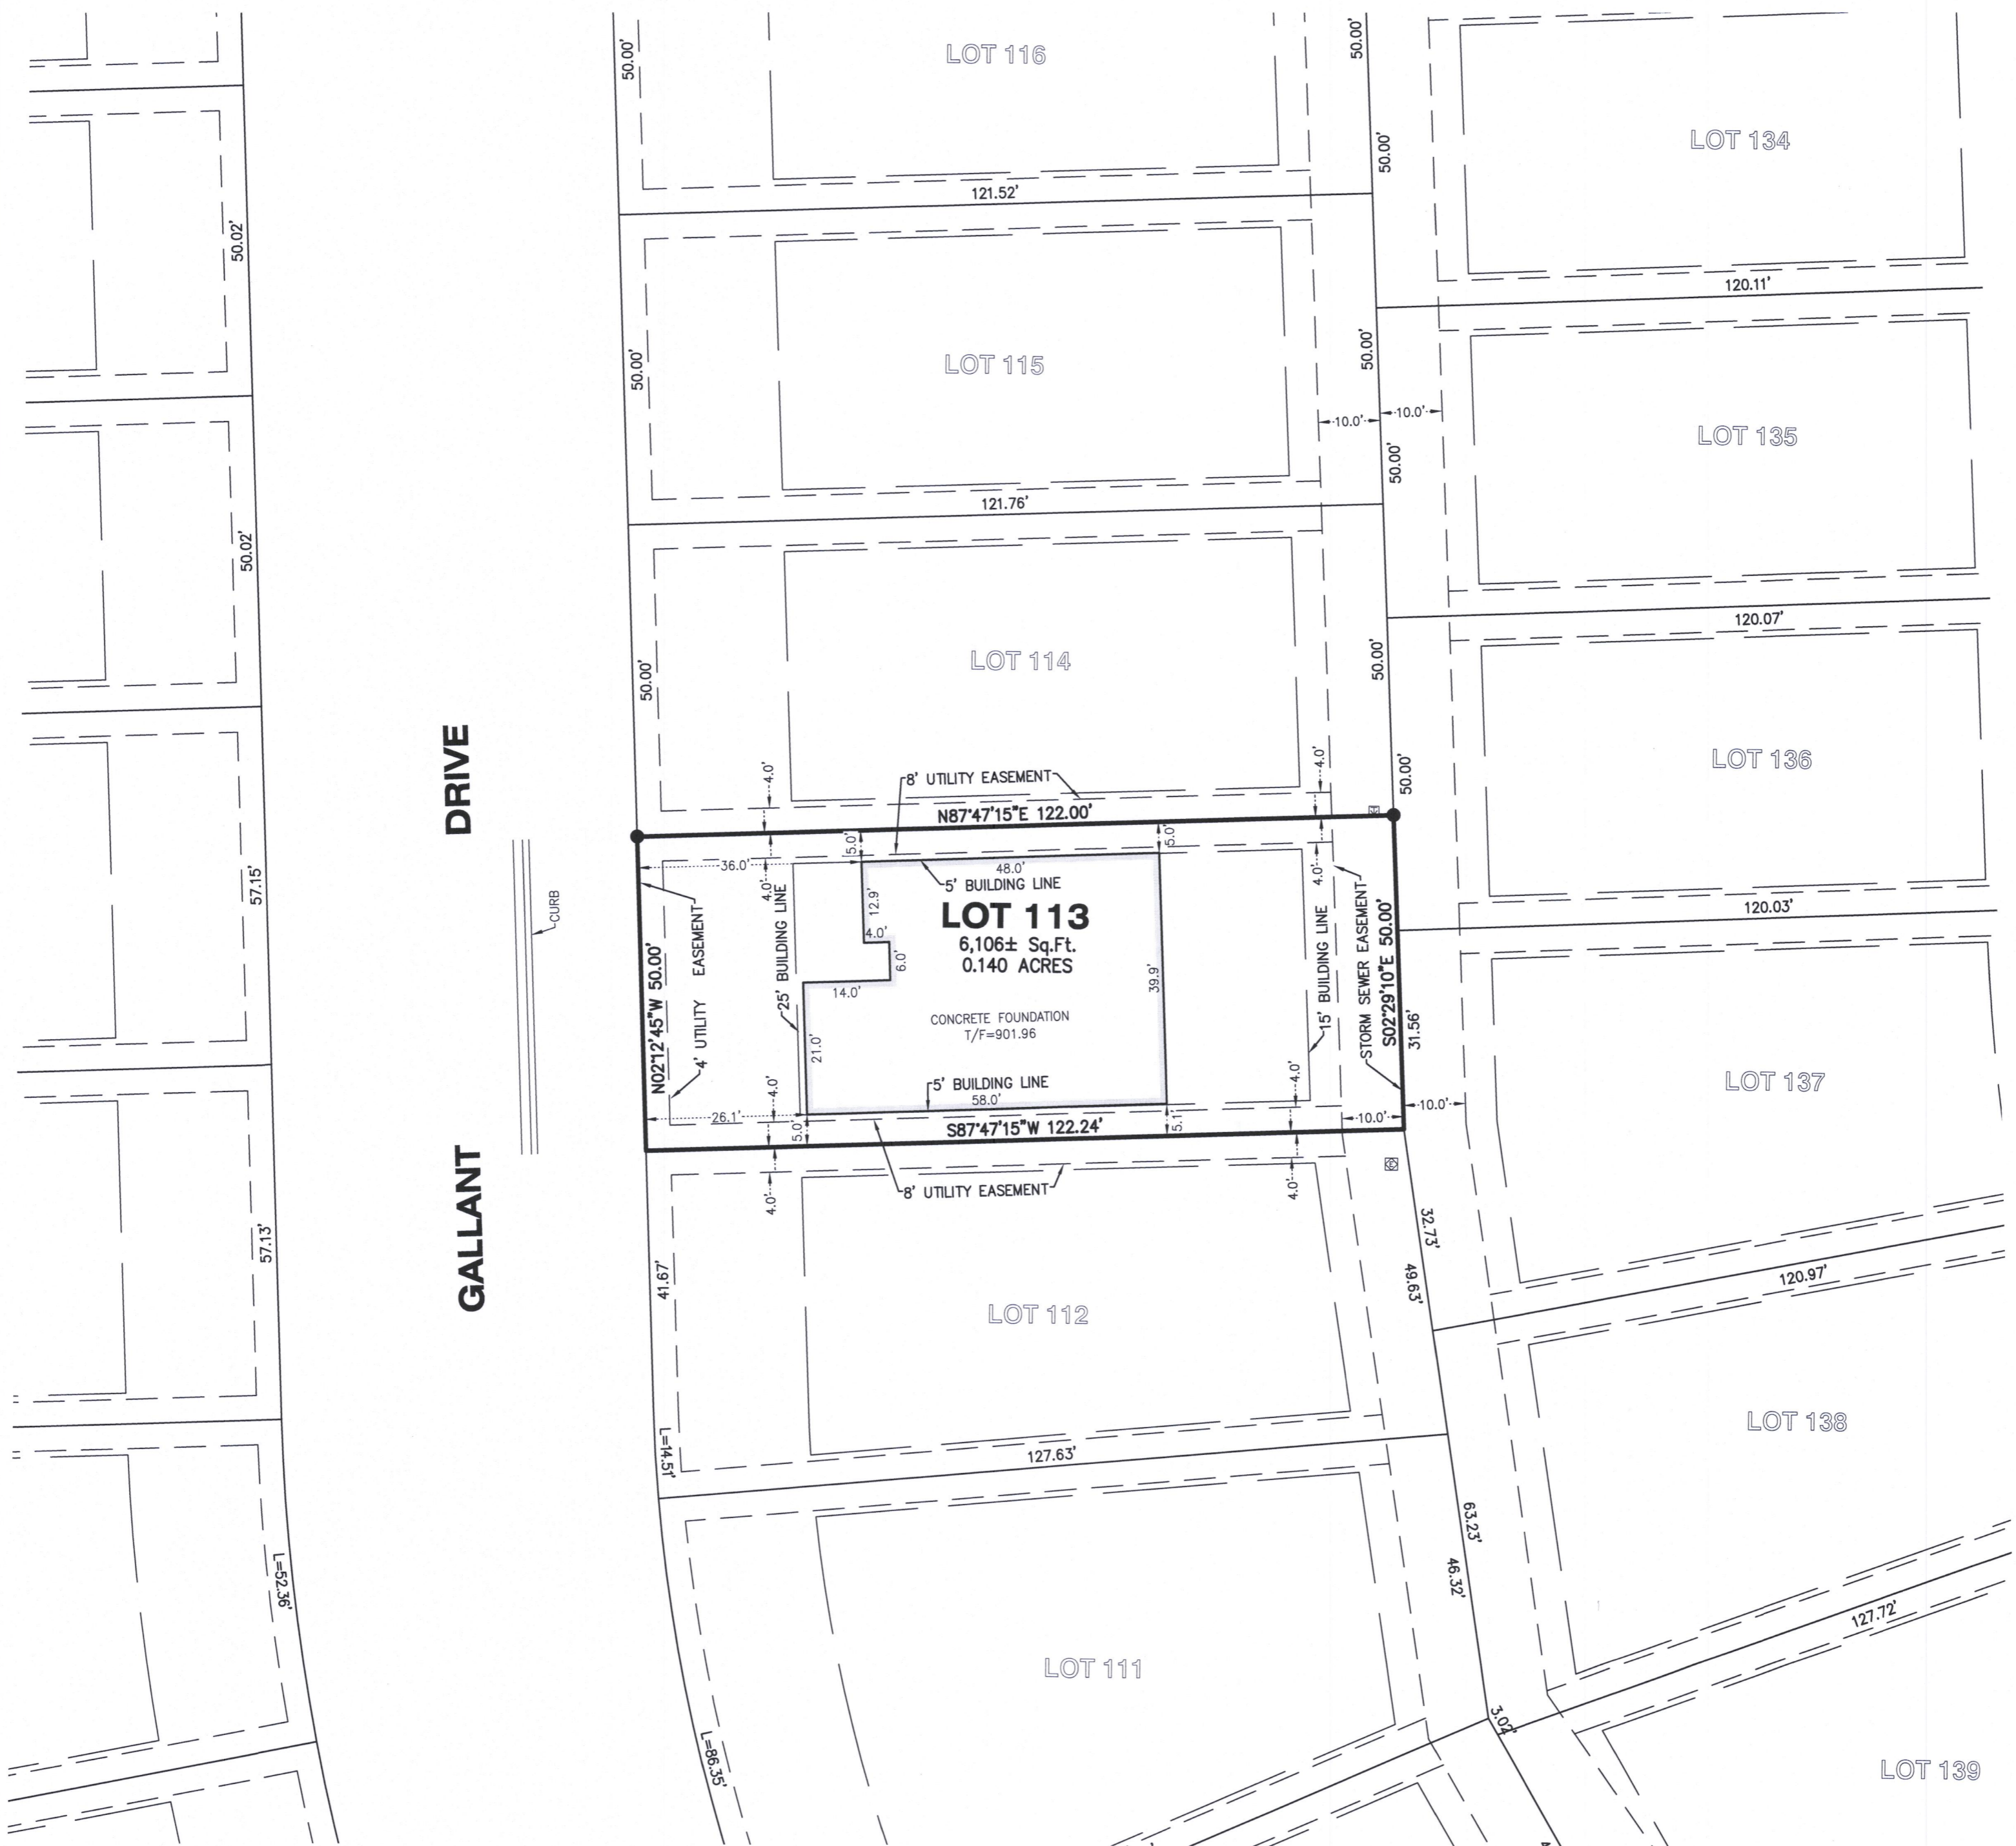 50.00'
LOT 116
50.00'
50.00'
LOT 134
121.52'
50.02'
120.11'
50.00'
LOT 115
50.00'
10.0'
10.0'
LOT 135
50.00'
121.76'
50.02'
120.07'
50.00'
LOT 114
50.00'
LOT 136
DRIVE
4.0'
8' UTILITY EASEMENT
4.0'
50.00'
N87°47'15"E 122.00'
57.15'
CURB
36.0'
4.0'
5.0'
48.0'
5.0'
4.0'
5' BUILDING LINE
LOT 113
6,106± Sq.Ft.
0.140 ACRES
12.9'
4.0'
6.0'
14.0'
21.0'
39.9'
CONCRETE FOUNDATION
T/F=901.96
N02°12'45"W 50.00'
4' UTILITY EASEMENT
25' BUILDING LINE
15' BUILDING LINE
STORM SEWER EASEMENT
S02°29'10"E 50.00'
31.56'
120.03'
LOT 137
5' BUILDING LINE
58.0'
26.1'
4.0'
5.0'
5.1'
4.0'
10.0'
10.0'
S87°47'15"W 122.24'
GALLANT
4.0'
8' UTILITY EASEMENT
4.0'
57.13'
41.67'
LOT 112
32.73'
49.63'
120.97'
L=14.51'
127.63'
LOT 138
L=52.36'
63.23'
46.32'
127.72'
LOT 111
3.02'
L=86.35'
LOT 139